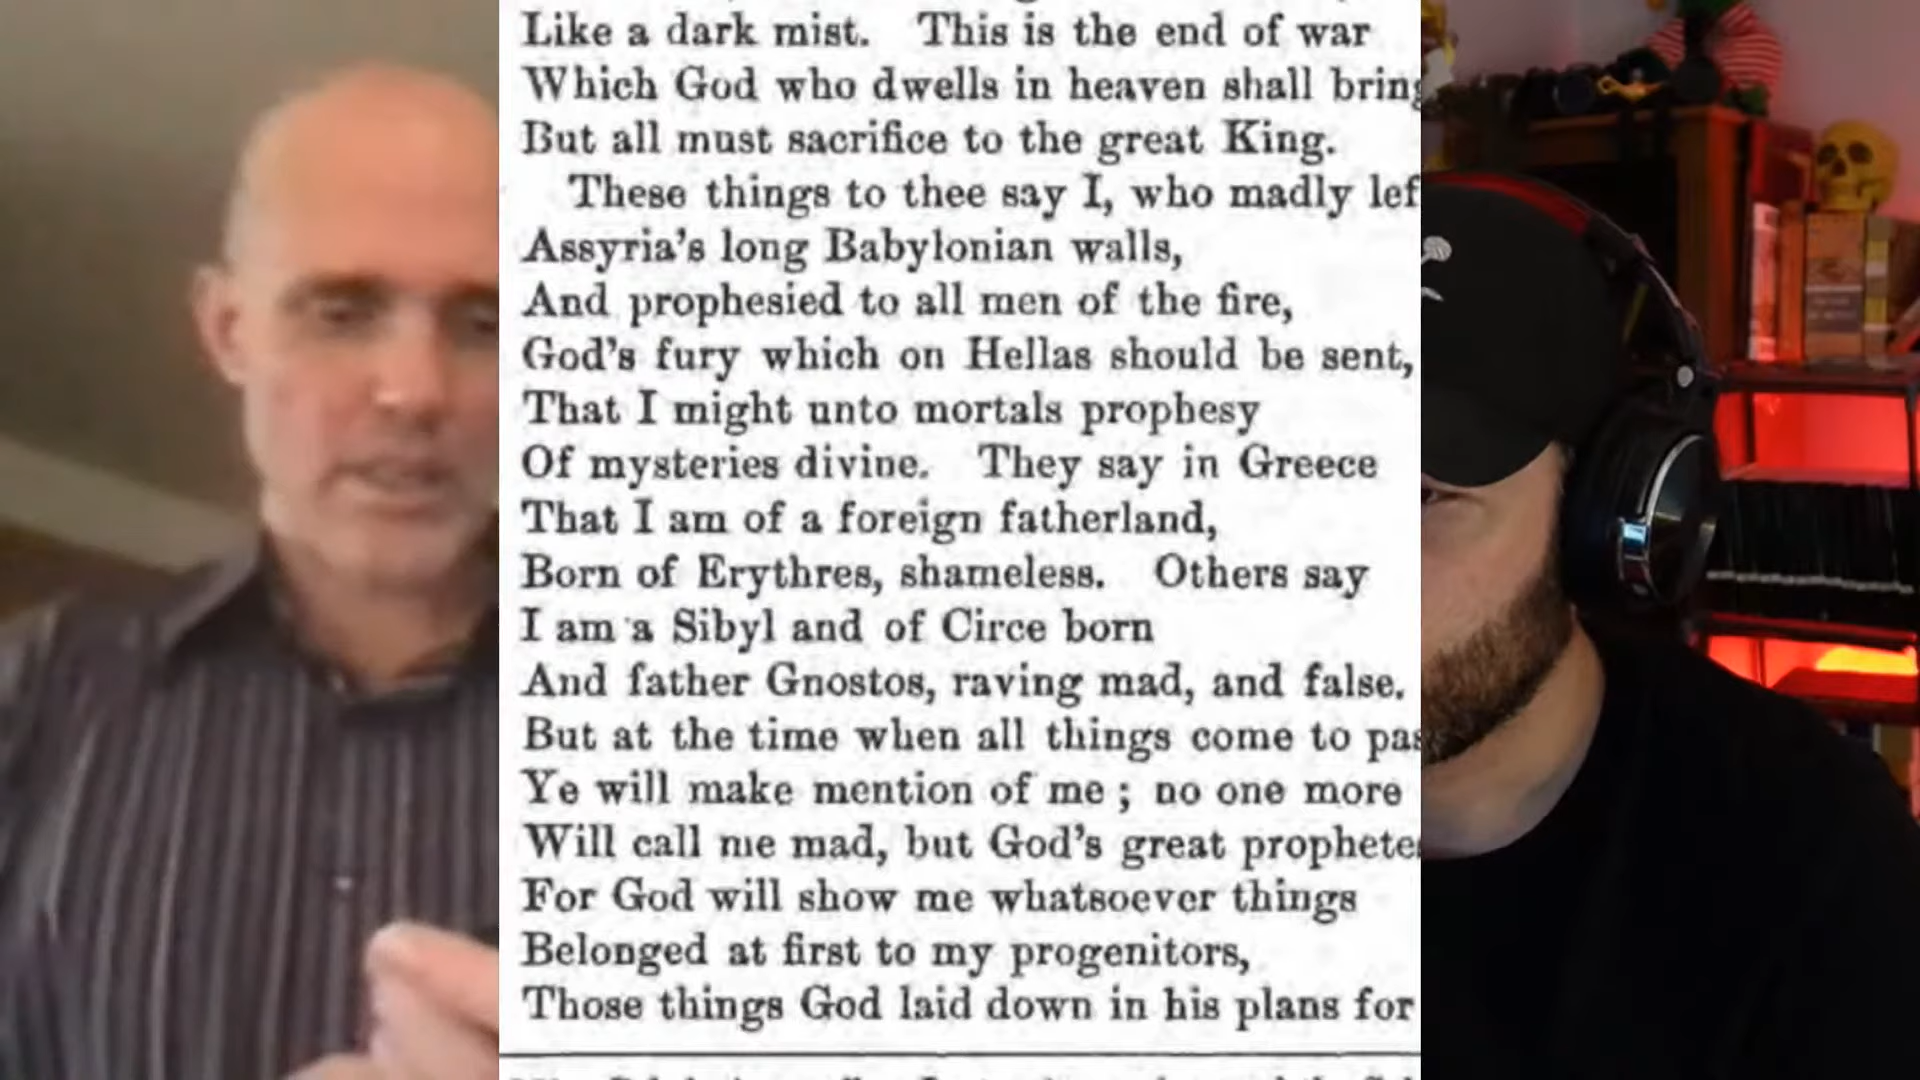 Like a dark mist. This is the end of war
Which God who dwells in heaven shall bring
But all must sacrifice to the great King.
These things to thee say I, who madly lef
Assyria's long Babylonian walls,
And prophesied to all men of the fire,
God's fury which on Hellas should be sent,
That I might unto mortals prophesy
Of mysteries divine. They say in Greece
That I am of a foreign fatherland,
Born of Erythres, shameless. Others say
I am a Sibyl and of Circe born
And father Gnostos, raving mad, and false.
But at the time when all things come to pas
Ye will make mention of me ; no one more
Will call me mad, but God's great prophete
For God will show me whatsoever things
Belonged at first to my progenitors,
Those things God laid down in his plans for